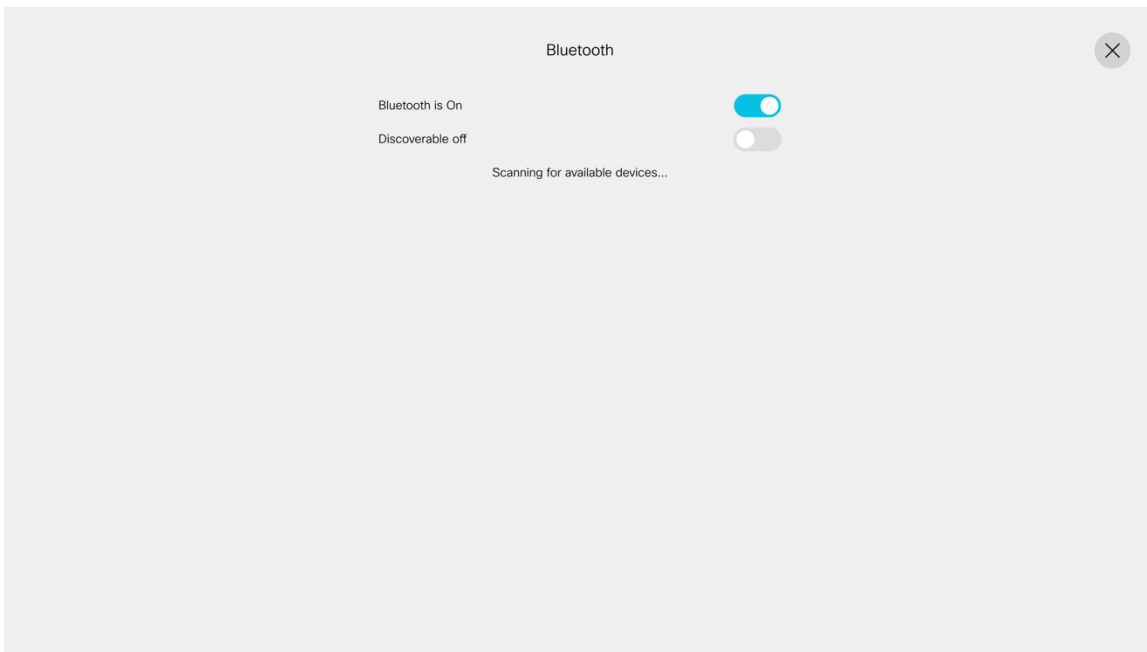 Bluetooth
Bluetooth is On
Discoverable off
Scanning for available devices...